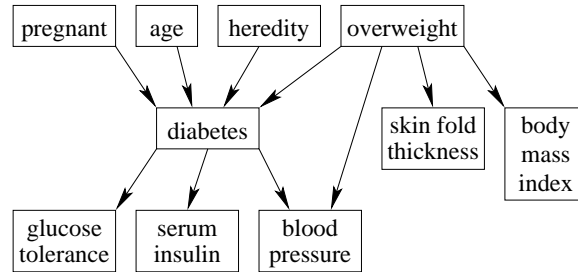 pregnant
age
heredity
overweight
diabetes
skin fold
thickness
body
mass
index
glucose
tolerance
serum
insulin
blood
pressure